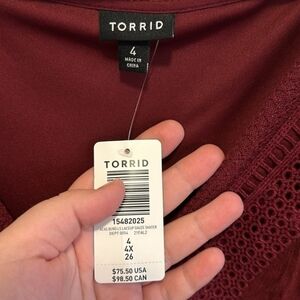 TORRID
4
MADE IN
CHINA
TORRID
15482025
4
4X
26
$75.50 USA
$98.50 CAN